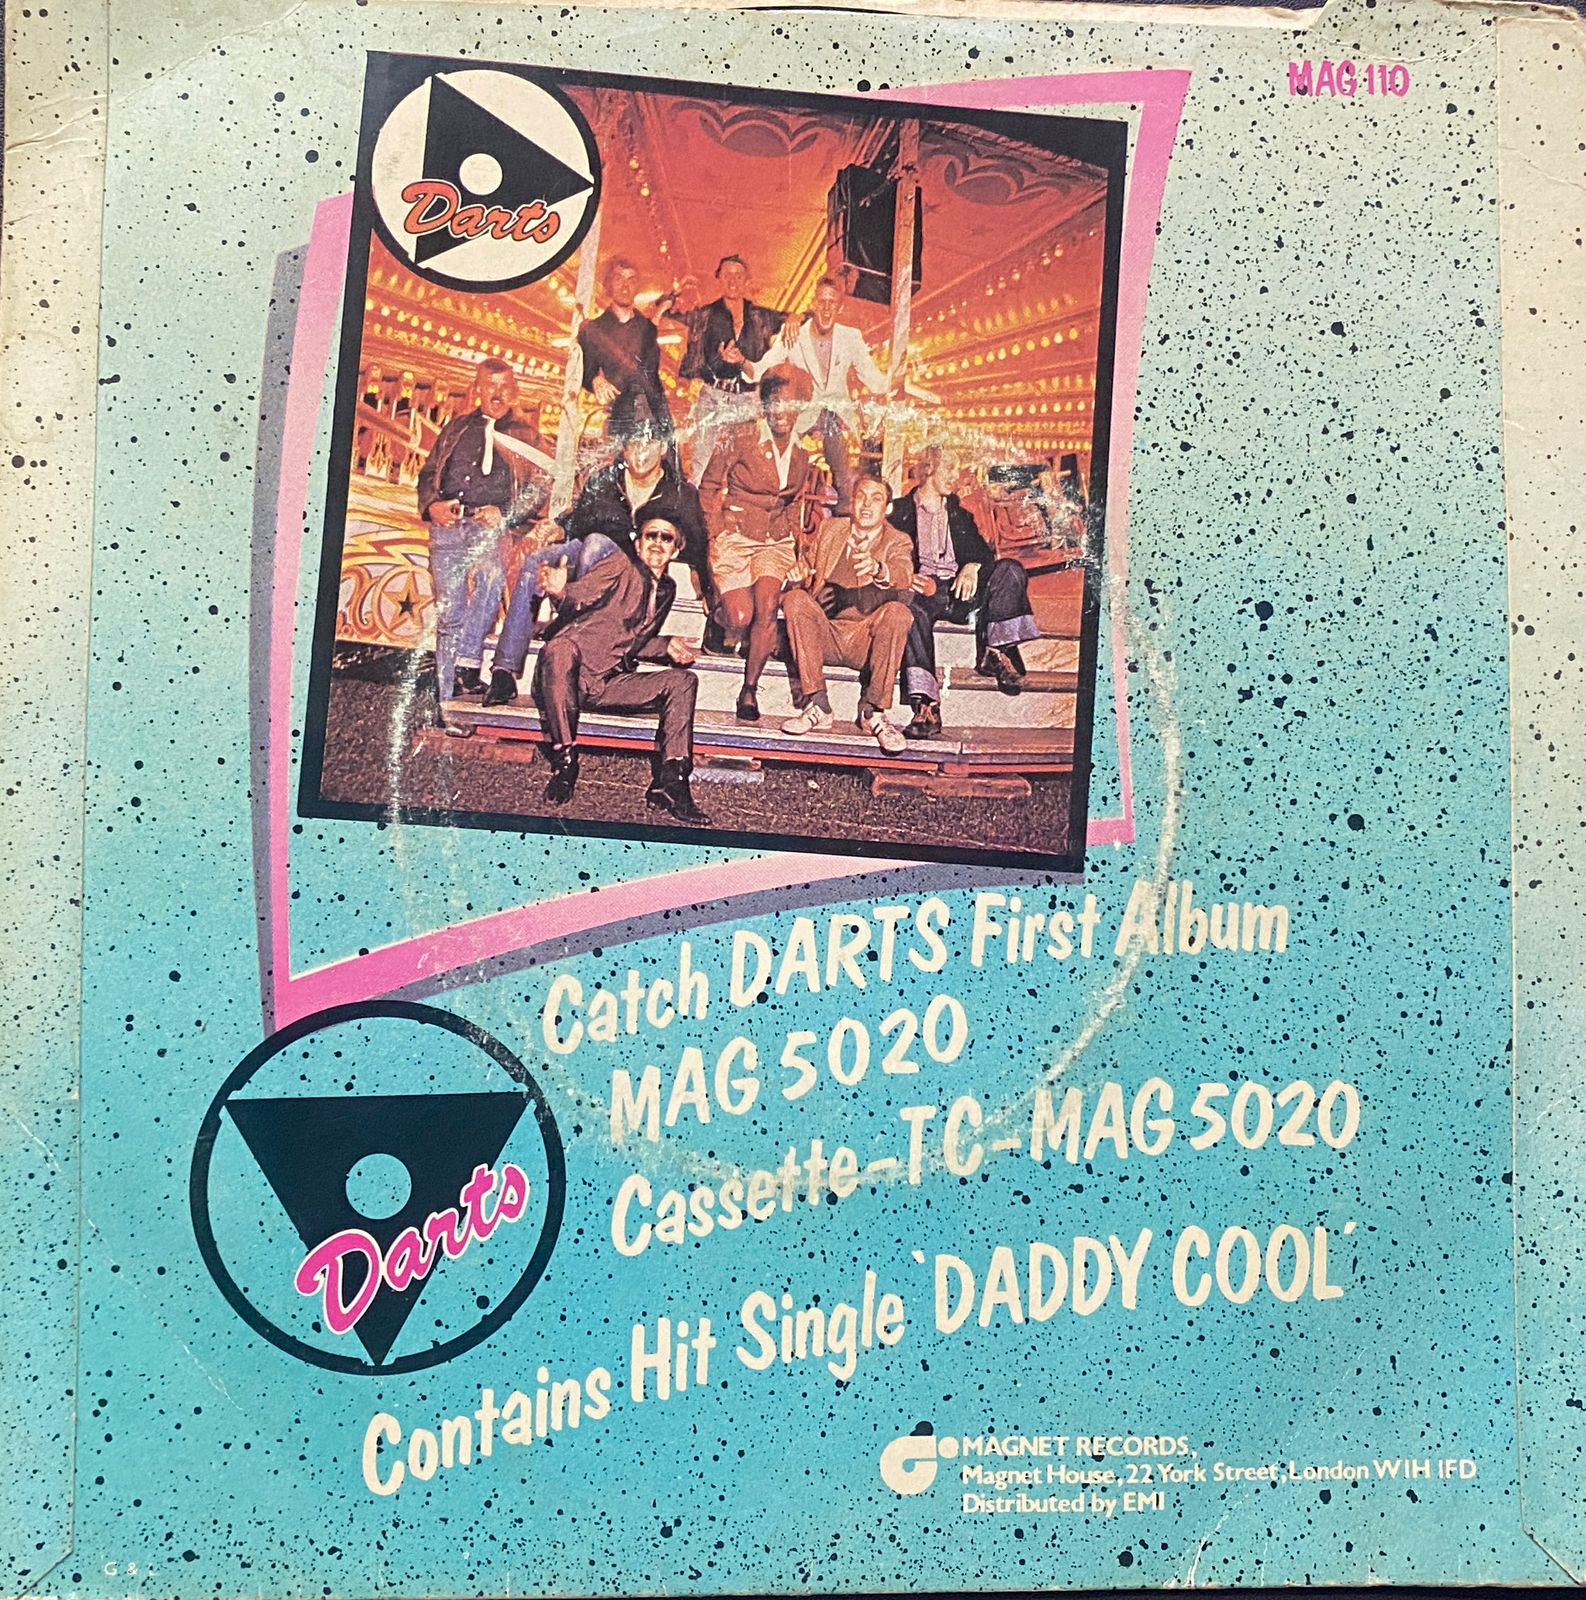 MAG 110
Darts
Catch DARTS First Album
MAG 5020
Cassette-TC-MAG 5020
Darts
Contains Hit Single 'DADDY COOL'
MAGNET RECORDS,
Magnet House, 22 York Street, London W1H 1FD
Distributed by EMI
G &